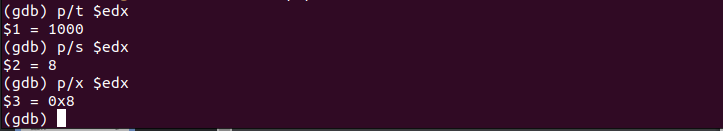 (gdb) p/t $edx
$1 = 1000
(gdb) p/s $edx
$2 = 8
(gdb) p/x $edx
$3 = 0x8
(gdb)